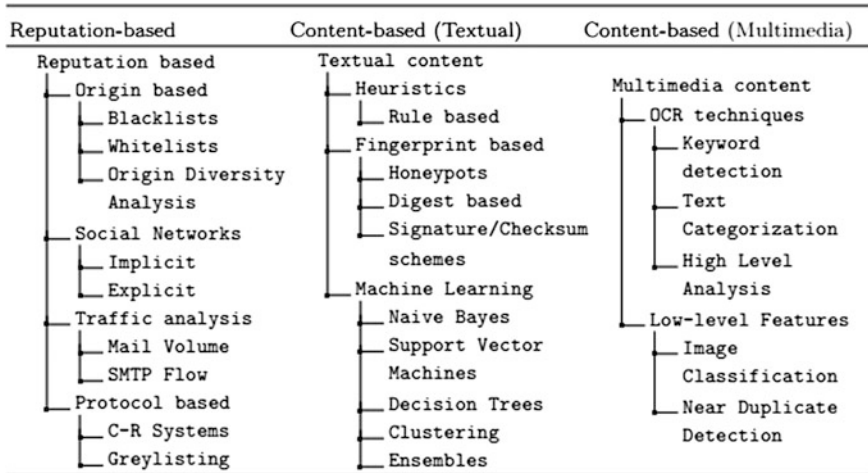 Reputation-based
Content-based (Textual)
Content-based (Multimedia)
Reputation based
Origin based
Blacklists
Whitelists
Origin Diversity
Analysis
Social Networks
Implicit
Explicit
Traffic analysis
Mail Volume
SMTP Flow
Protocol based
C-R Systems
Greylisting
Textual content
Heuristics
Rule based
Fingerprint based
Honeypots
Digest based
Signature/Checksum
schemes
Machine Learning
Naive Bayes
Support Vector
Machines
Decision Trees
Clustering
Ensembles
Multimedia content
OCR techniques
Keyword
detection
Text
Categorization
High Level
Analysis
Low-level Features
Image
Classification
Near Duplicate
Detection